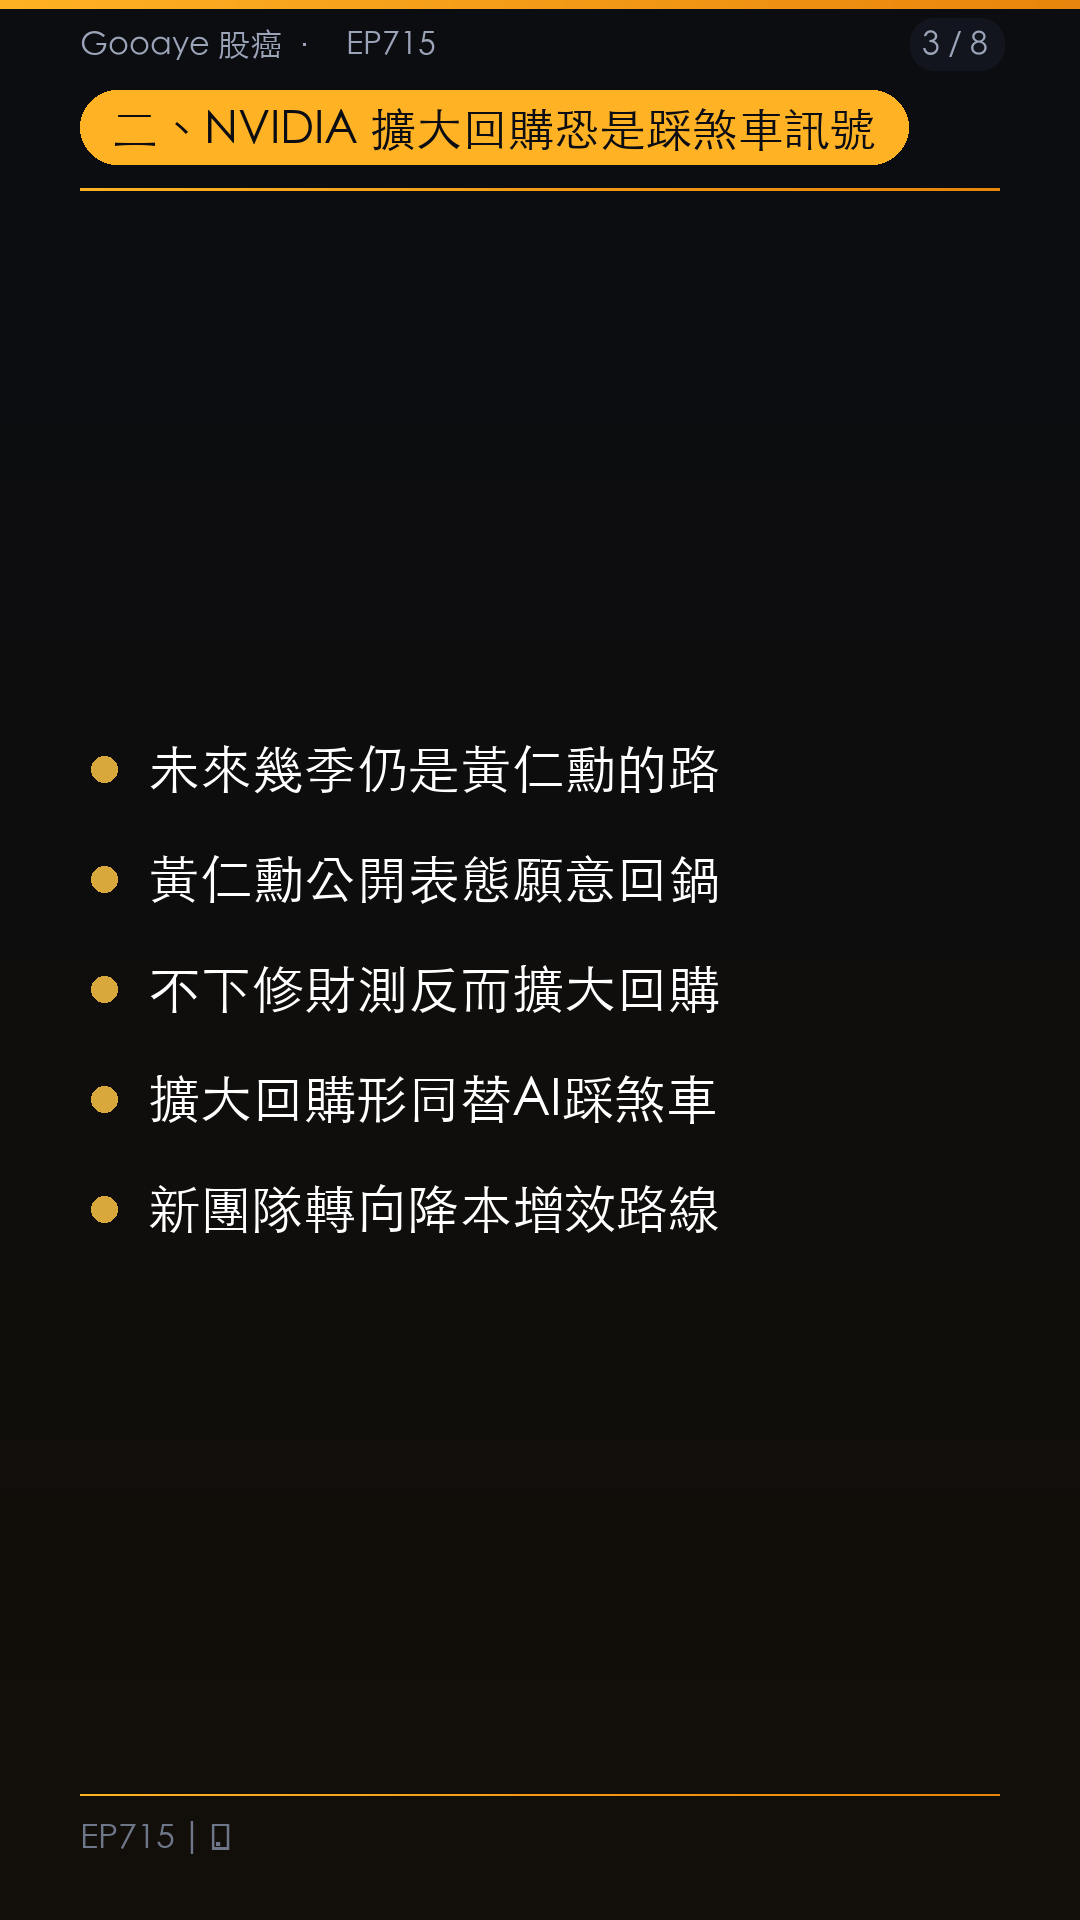 Gooaye 股癌 · EP715
3 / 8
二、NVIDIA 擴大回購恐是踩煞車訊號
未來幾季仍是黃仁勳的路
黃仁勳公開表態願意回鍋
不下修財測反而擴大回購
擴大回購形同替AI踩煞車
新團隊轉向降本增效路線
EP715 |